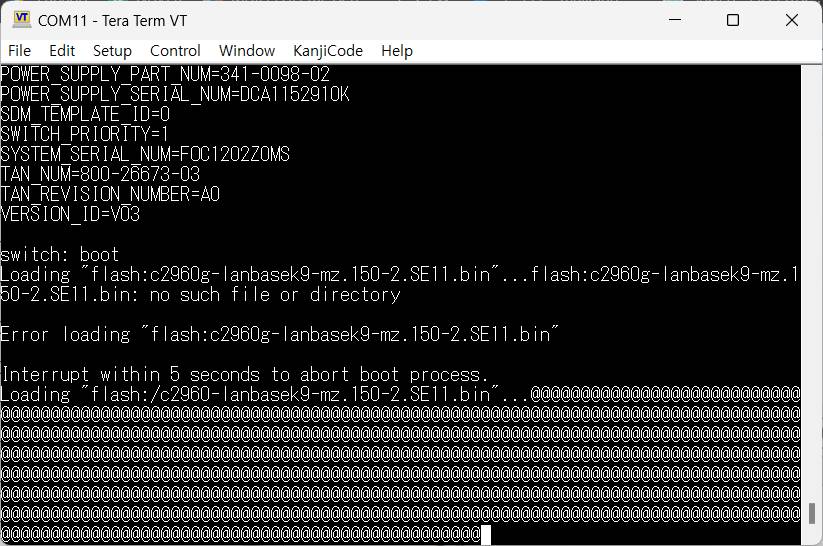 COM11 - Tera Term VT
File Edit Setup Control Window KanjiCode Help
POWER_SUPPLY_PART_NUM=341-0098-02
POWER_SUPPLY_SERIAL_NUM=DCA1152910K
SDM_TEMPLATE_ID=0
SWITCH_PRIORITY=1
SYSTEM_SERIAL_NUM=FOC1202Z0MS
TAN_NUM=800-26673-03
TAN_REVISION_NUMBER=A0
VERSION_ID=V03
switch: boot
Loading "flash:c2960g-lanbasek9-mz.150-2.SE11.bin"...flash:c2960g-lanbasek9-mz.1
50-2.SE11.bin: no such file or directory
Error loading "flash:c2960g-lanbasek9-mz.150-2.SE11.bin"
Interrupt within 5 seconds to abort boot process.
Loading "flash:/c2960-lanbasek9-mz.150-2.SE11.bin"...@@@@@@@@@@@@@@@@@@@@@@@@@@@
@@@@@@@@@@@@@@@@@@@@@@@@@@@@@@@@@@@@@@@@@@@@@@@@@@@@@@@@@@@@@@@@@@@@@@@@@@@@@@@@
@@@@@@@@@@@@@@@@@@@@@@@@@@@@@@@@@@@@@@@@@@@@@@@@@@@@@@@@@@@@@@@@@@@@@@@@@@@@@@@@
@@@@@@@@@@@@@@@@@@@@@@@@@@@@@@@@@@@@@@@@@@@@@@@@@@@@@@@@@@@@@@@@@@@@@@@@@@@@@@@@
@@@@@@@@@@@@@@@@@@@@@@@@@@@@@@@@@@@@@@@@@@@@@@@@@@@@@@@@@@@@@@@@@@@@@@@@@@@@@@@@
@@@@@@@@@@@@@@@@@@@@@@@@@@@@@@@@@@@@@@@@@@@@@@@@@@@@@@@@@@@@@@@@@@@@@@@@@@@@@@@@
@@@@@@@@@@@@@@@@@@@@@@@@@@@@@@@@@@@@@@@@@@@@@@@@@@@@@@@@@@@@@@@@@@@@@@@@@@@@@@@@
@@@@@@@@@@@@@@@@@@@@@@@@@@@@@@@@@@@@@@@@@@@@@@@@